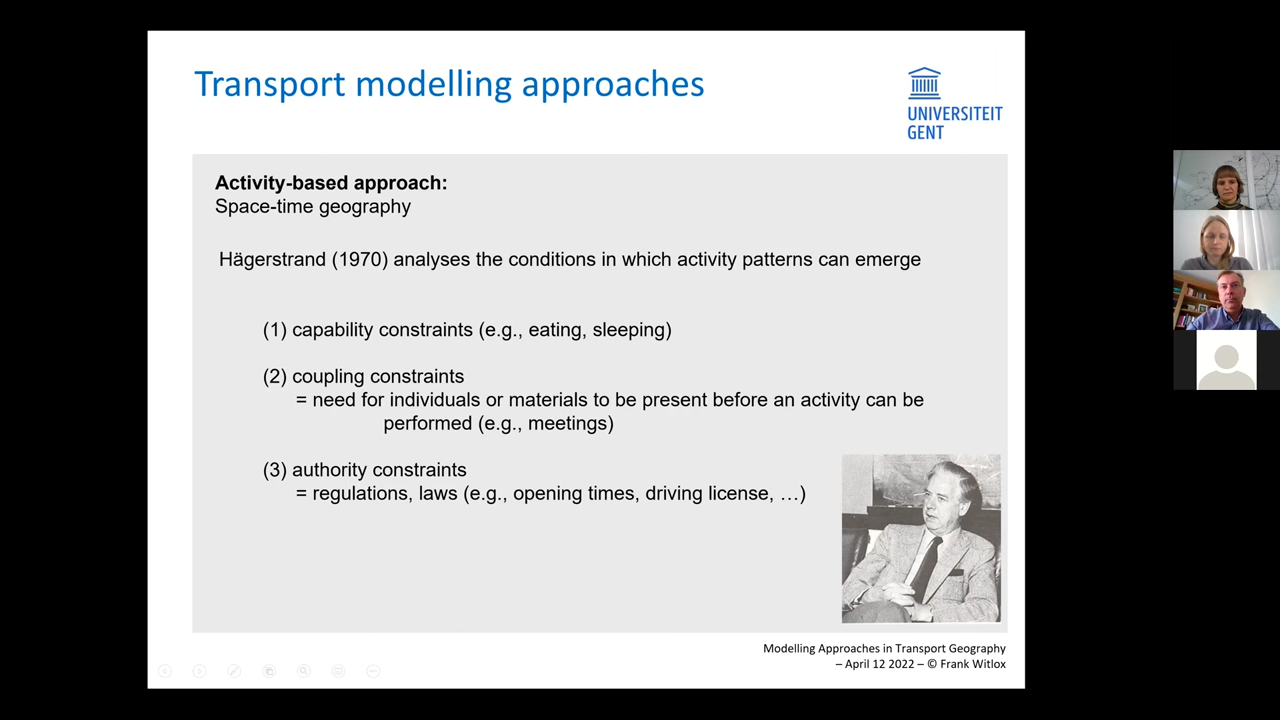 Transport modelling approaches
UNIVERSITEIT
GENT
Activity-based approach:
Space-time geography
Hägerstrand (1970) analyses the conditions in which activity patterns can emerge
(1) capability constraints (e.g., eating, sleeping)
(2) coupling constraints
= need for individuals or materials to be present before an activity can be
performed (e.g., meetings)
(3) authority constraints
= regulations, laws (e.g., opening times, driving license, …)
Modelling Approaches in Transport Geography
– April 12 2022 – © Frank Witlox